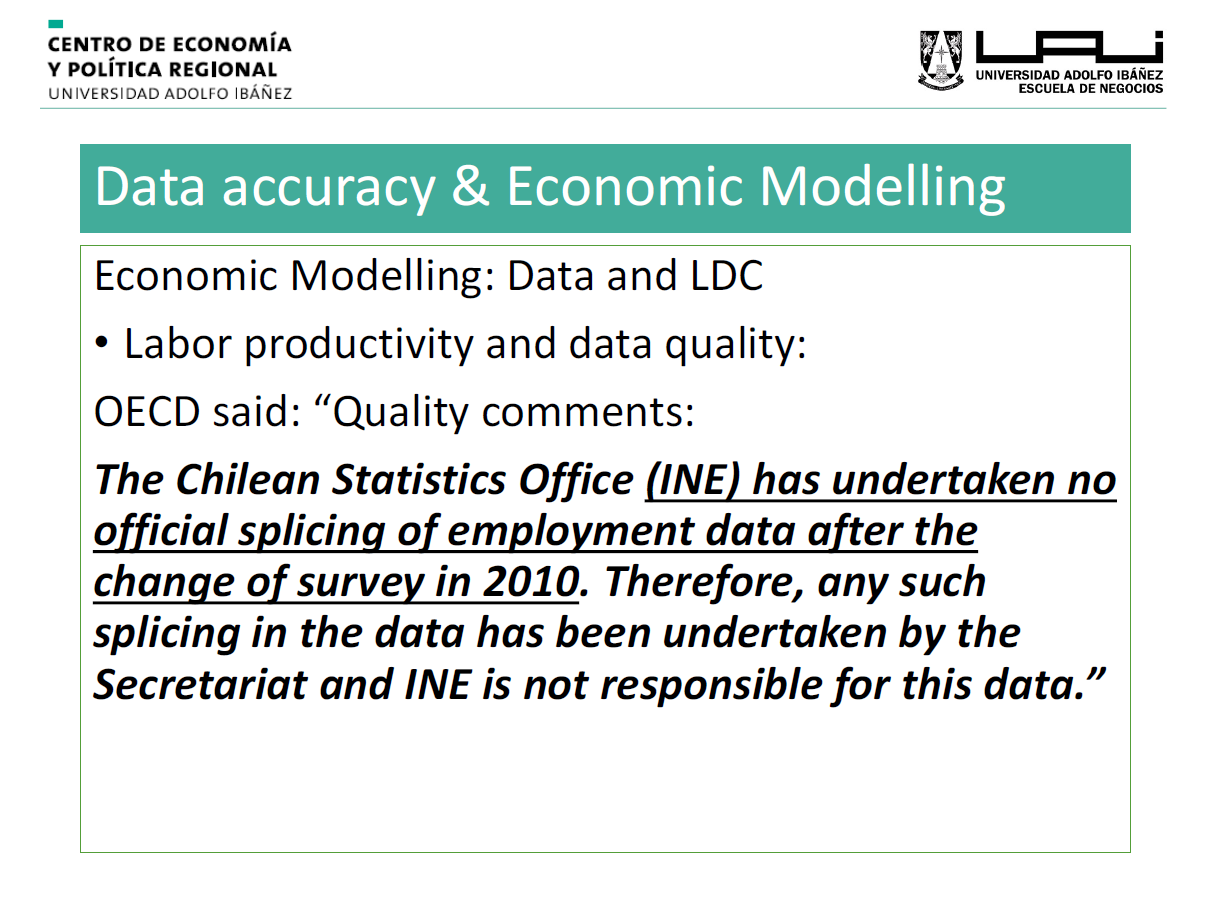 CENTRO DE ECONOMÍA
Y POLÍTICA REGIONAL
UNIVERSIDAD ADOLFO IBÁÑEZ
UAI
UNIVERSIDAD ADOLFO IBÁÑEZ
ESCUELA DE NEGOCIOS
Data accuracy & Economic Modelling
Economic Modelling: Data and LDC
• Labor productivity and data quality:
OECD said: “Quality comments:
The Chilean Statistics Office (INE) has undertaken no
official splicing of employment data after the
change of survey in 2010. Therefore, any such
splicing in the data has been undertaken by the
Secretariat and INE is not responsible for this data.”